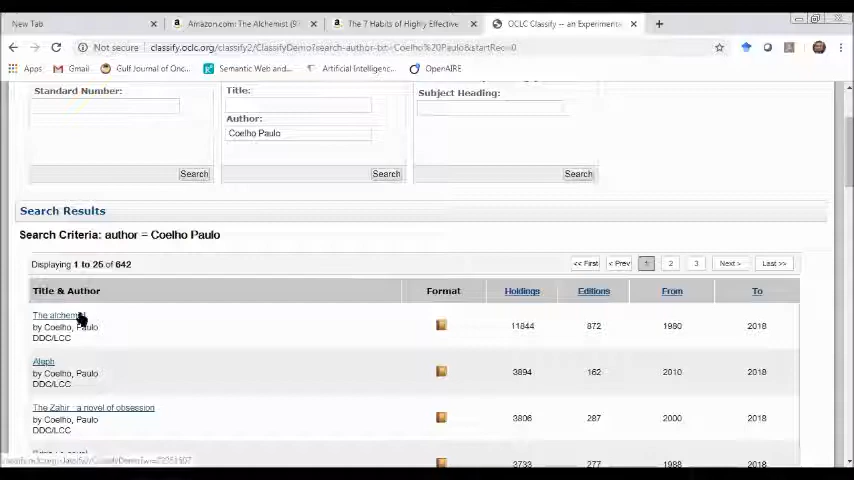 New Tab
Amazon.com: The Alchemist (9
The 7 Habits of Highly Effective
OCLC Classify -- an Experimenta
Not secure | classify.oclc.org/classify2/ClassifyDemo?search-author-txt=Coelho%20Paulo&startRec=0
Apps Gmail Gulf Journal of Onc... Semantic Web and... Artificial Intelligenc... OpenAIRE
Standard Number:
Title:
Subject Heading:
Author:
Coelho Paulo
Search Search Search
Search Results
Search Criteria: author = Coelho Paulo
Displaying 1 to 25 of 642 << First < Prev 1 2 3 Next > Last >>
Title & Author Format Holdings Editions From To
The alchemist
by Coelho, Paulo 11844 872 1980 2018
DDC/LCC
Aleph
by Coelho, Paulo 3894 162 2010 2018
DDC/LCC
The Zahir : a novel of obsession
by Coelho, Paulo 3806 287 2000 2018
DDC/LCC
3733 277 1988 2018